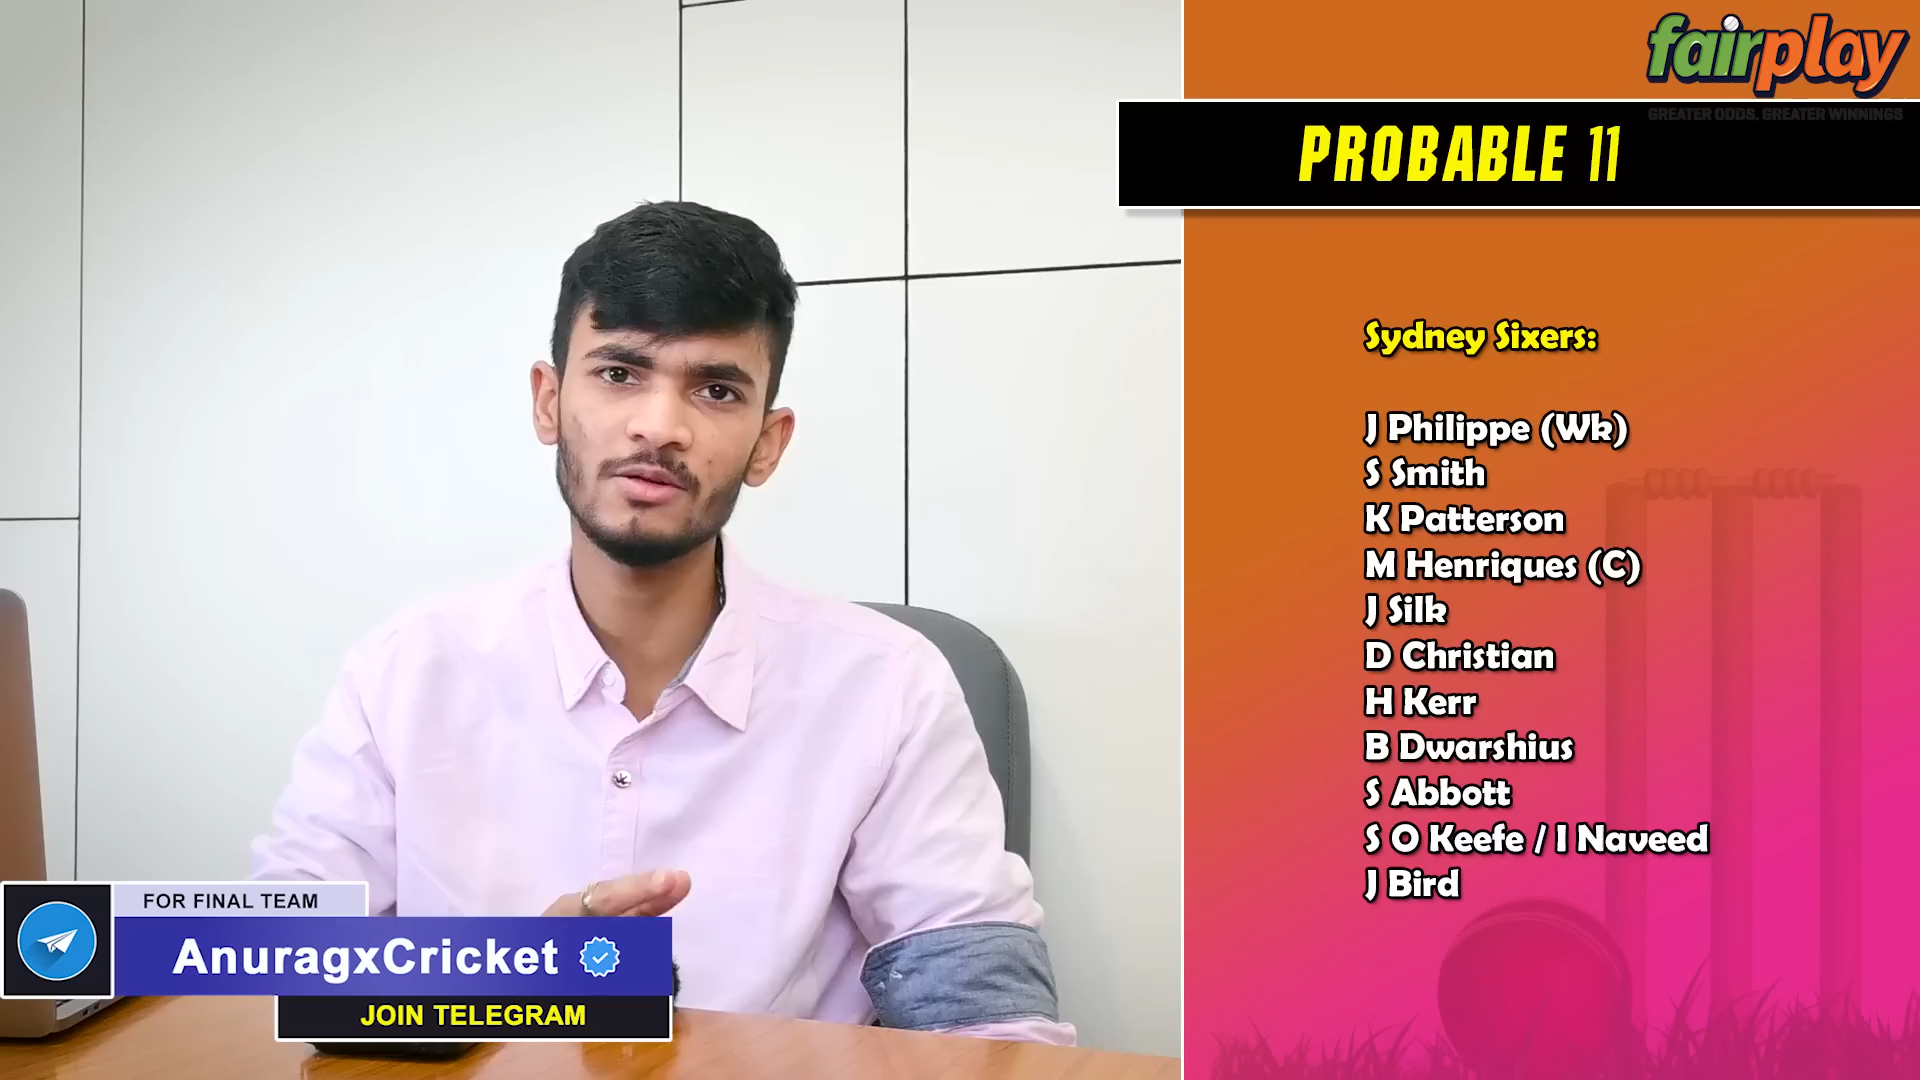 fairplay
GREATER ODDS. GREATER WINNINGS
PROBABLE 11
Sydney Sixers:
J Philippe (Wk)
S Smith
K Patterson
M Henriques (C)
J Silk
D Christian
H Kerr
B Dwarshius
S Abbott
S O Keefe / I Naveed
J Bird
FOR FINAL TEAM
AnuragxCricket
JOIN TELEGRAM